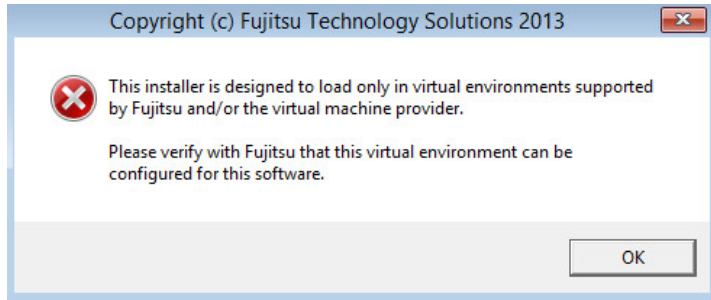 Copyright (c) Fujitsu Technology Solutions 2013
This installer is designed to load only in virtual environments supported
by Fujitsu and/or the virtual machine provider.
Please verify with Fujitsu that this virtual environment can be
configured for this software.
OK